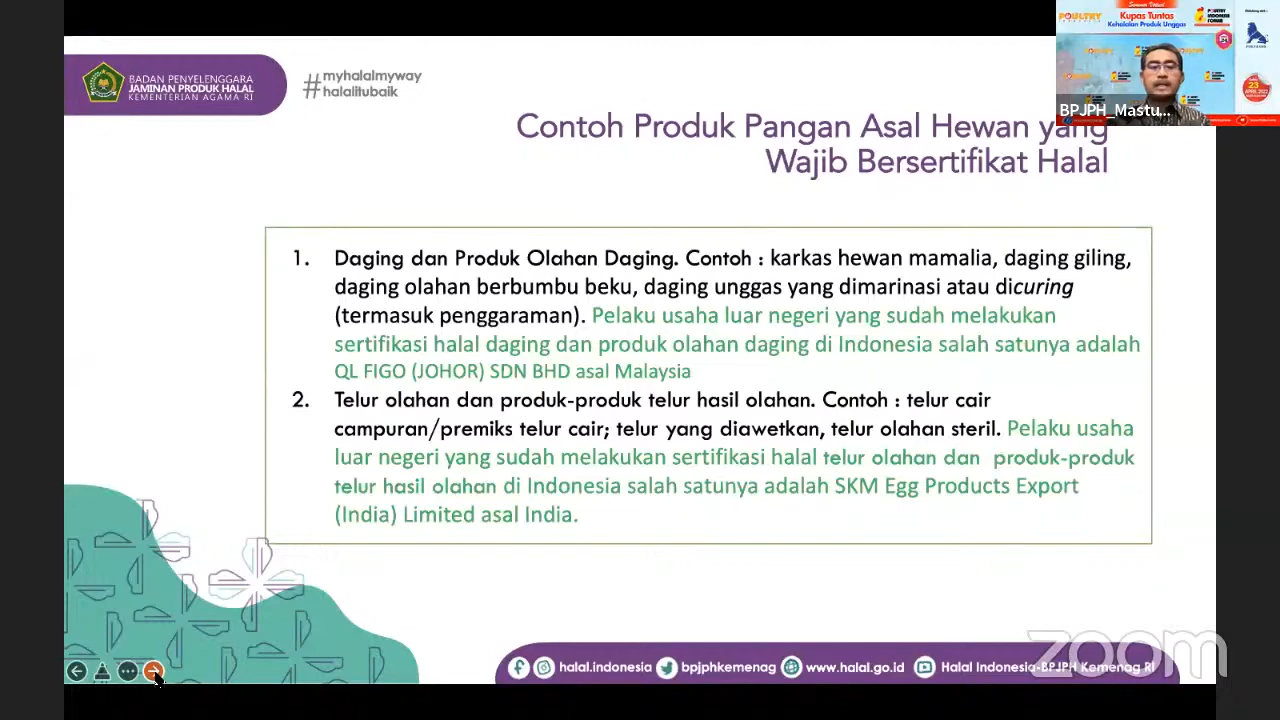 BADAN PENYELENGGARA
JAMINAN PRODUK HALAL
KEMENTERIAN AGAMA RI
#myhalalmyway
halalitubaik
Kupas Tuntas
Kehalalan Produk Unggas
POULTRY
23
BPJPH_Mastu...
Contoh Produk Pangan Asal Hewan yang
Wajib Bersertifikat Halal
1. Daging dan Produk Olahan Daging. Contoh : karkas hewan mamalia, daging giling,
daging olahan berbumbu beku, daging unggas yang dimarinasi atau dicuring
(termasuk penggaraman). Pelaku usaha luar negeri yang sudah melakukan
sertifikasi halal daging dan produk olahan daging di Indonesia salah satunya adalah
QL FIGO (JOHOR) SDN BHD asal Malaysia
2. Telur olahan dan produk-produk telur hasil olahan. Contoh : telur cair
campuran/premiks telur cair; telur yang diawetkan, telur olahan steril. Pelaku usaha
luar negeri yang sudah melakukan sertifikasi halal telur olahan dan produk-produk
telur hasil olahan di Indonesia salah satunya adalah SKM Egg Products Export
(India) Limited asal India.
halal.indonesia bpjphkemenag www.halal.go.id Halal Indonesia-BPJPH Kemenag RI
zoom